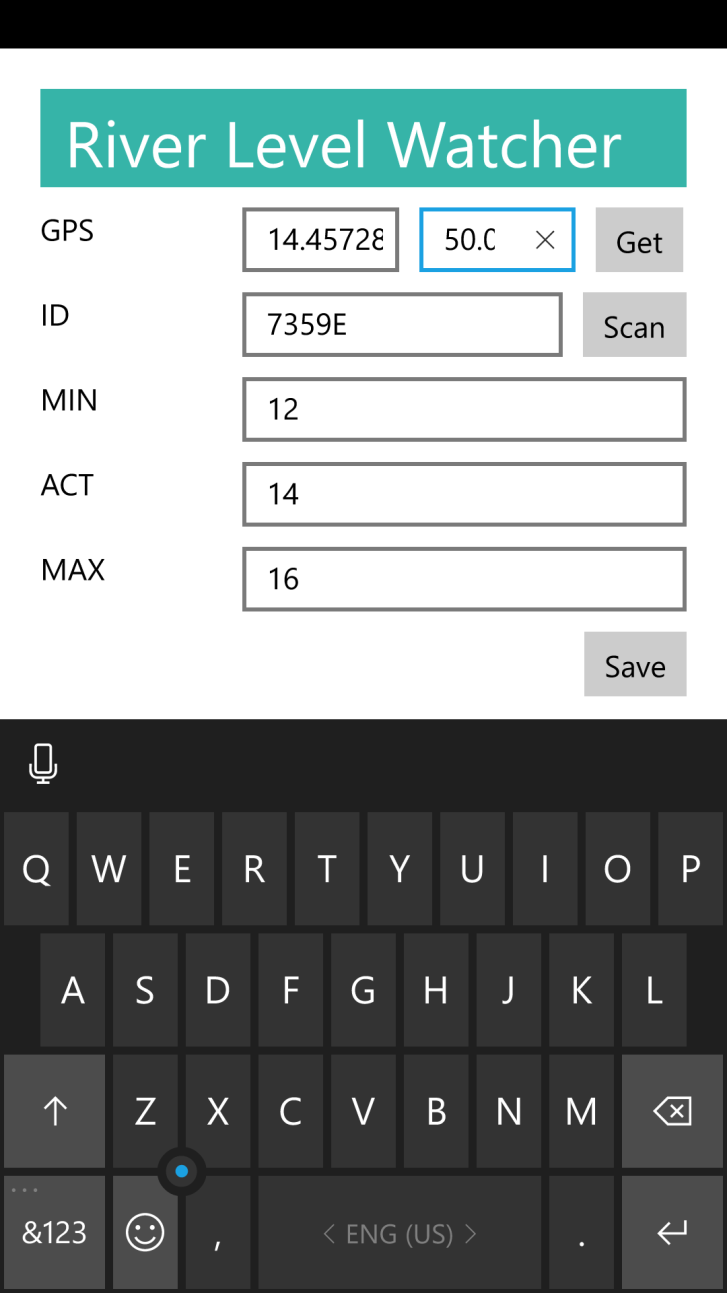 River Level Watcher
GPS 14.45728 50.0 Get
ID 7359E Scan
MIN 12
ACT 14
MAX 16
Save
Q W E R T Y U I O P
A S D F G H J K L
Z X C V B N M
&123 , < ENG (US) > .